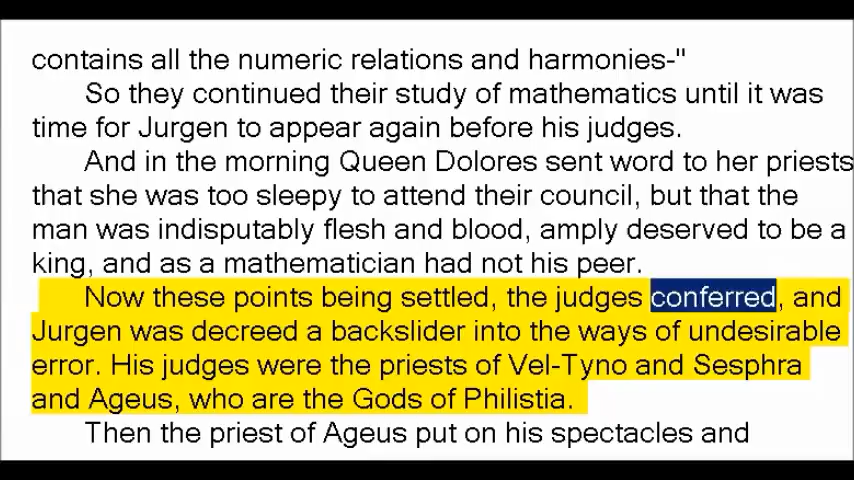 contains all the numeric relations and harmonies-"
So they continued their study of mathematics until it was
time for Jurgen to appear again before his judges.
And in the morning Queen Dolores sent word to her priests
that she was too sleepy to attend their council, but that the
man was indisputably flesh and blood, amply deserved to be a
king, and as a mathematician had not his peer.
Now these points being settled, the judges conferred, and
Jurgen was decreed a backslider into the ways of undesirable
error. His judges were the priests of Vel-Tyno and Sesphra
and Ageus, who are the Gods of Philistia.
Then the priest of Ageus put on his spectacles and